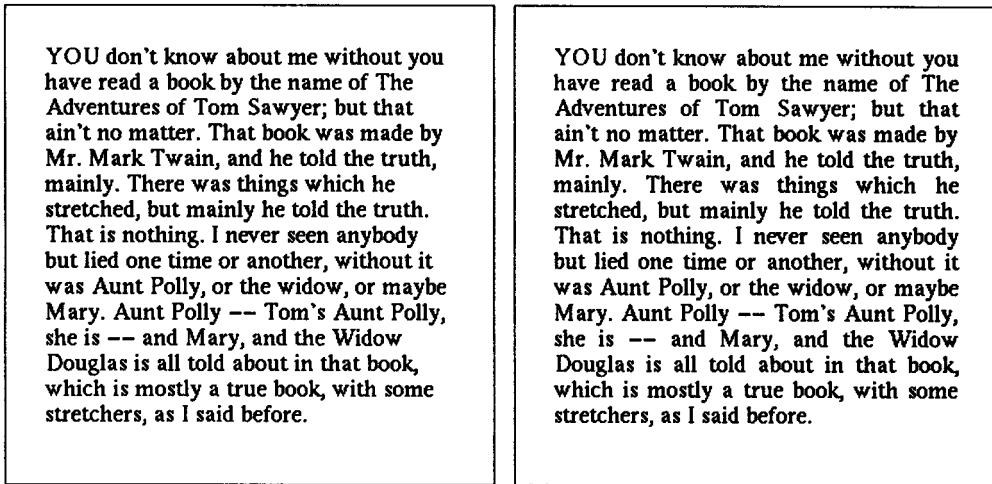 YOU don't know about me without you
have read a book by the name of The
Adventures of Tom Sawyer; but that
ain't no matter. That book was made by
Mr. Mark Twain, and he told the truth,
mainly. There was things which he
stretched, but mainly he told the truth.
That is nothing. I never seen anybody
but lied one time or another, without it
was Aunt Polly, or the widow, or maybe
Mary. Aunt Polly -- Tom's Aunt Polly,
she is -- and Mary, and the Widow
Douglas is all told about in that book,
which is mostly a true book, with some
stretchers, as I said before.
YOU don't know about me without you
have read a book by the name of The
Adventures of Tom Sawyer; but that
ain't no matter. That book was made by
Mr. Mark Twain, and he told the truth,
mainly. There was things which he
stretched, but mainly he told the truth.
That is nothing. I never seen anybody
but lied one time or another, without it
was Aunt Polly, or the widow, or maybe
Mary. Aunt Polly -- Tom's Aunt Polly,
she is -- and Mary, and the Widow
Douglas is all told about in that book,
which is mostly a true book, with some
stretchers, as I said before.